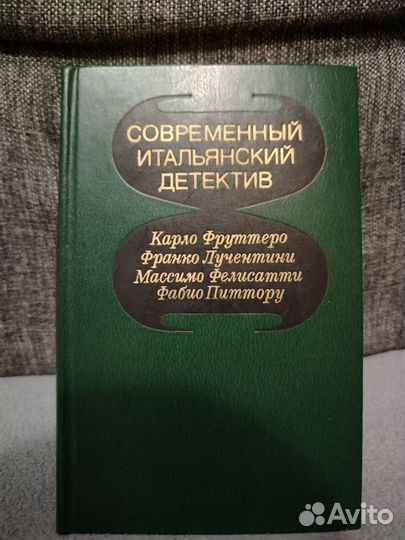 СОВРЕМЕННЫЙ
ИТАЛЬЯНСКИЙ
ДЕТЕКТИВ
Карло Фруттеро
Франко Лучентини
Массимо Фелисатти
Фабио Питтору
Avito